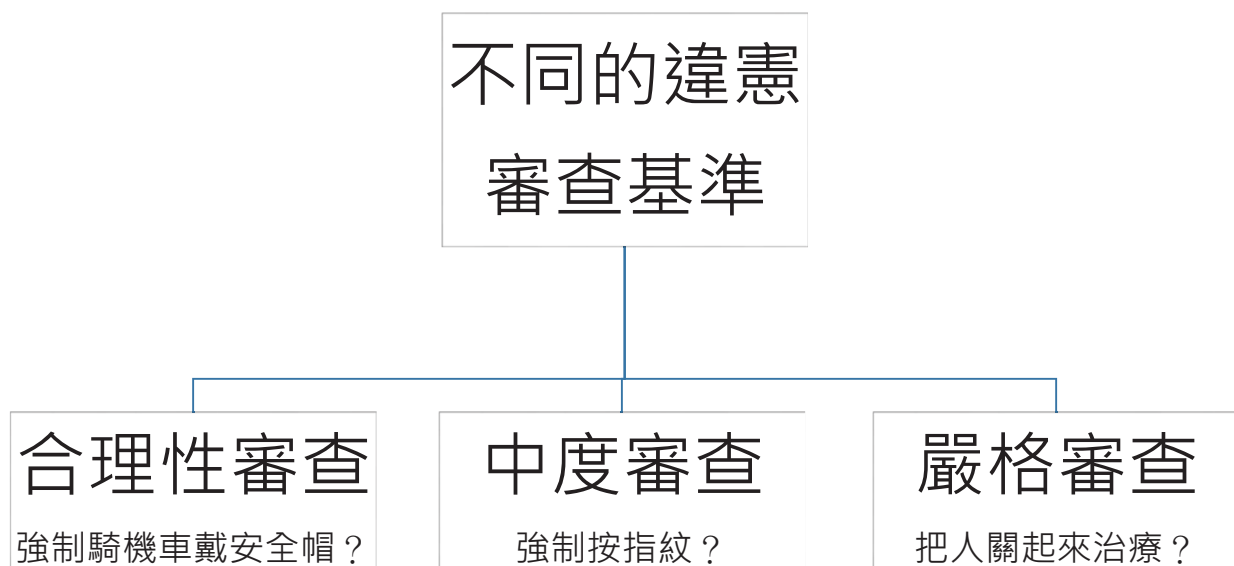 不同的違憲
審查基準
合理性審查
強制騎機車戴安全帽？
中度審查
強制按指紋？
嚴格審查
把人關起來治療？